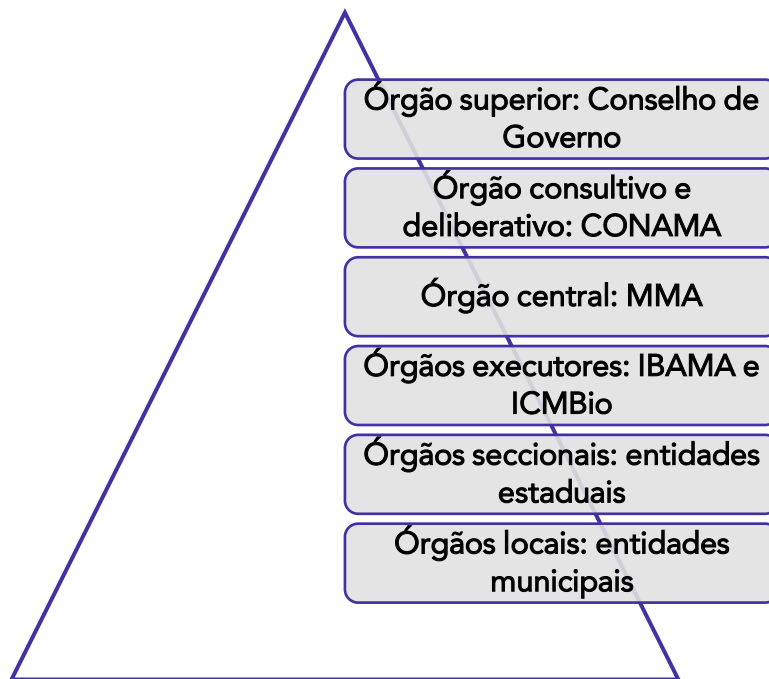 Órgão superior: Conselho de
Governo
Órgão consultivo e
deliberativo: CONAMA
Órgão central: MMA
Órgãos executores: IBAMA e
ICMBio
Órgãos seccionais: entidades
estaduais
Órgãos locais: entidades
municipais